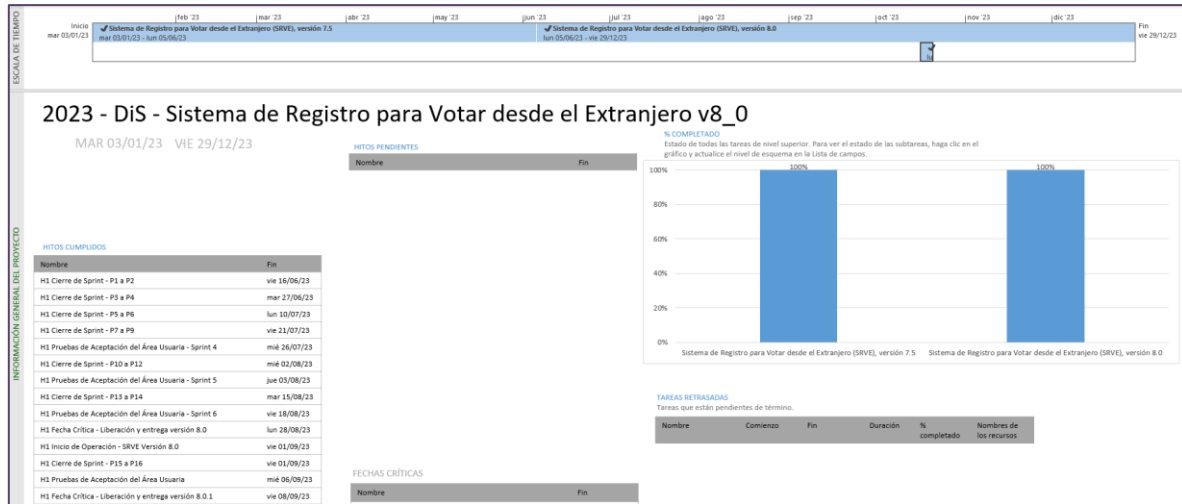 ESCALA DE TIEMPO
Inicio
mar 03/01/23
feb '23 mar '23 abr '23 may '23 jun '23 jul '23 ago '23 sep '23 oct '23 nov '23 dic '23
Sistema de Registro para Votar desde el Extranjero (SRVE), versión 7.5
mar 03/01/23 - lun 05/06/23
Sistema de Registro para Votar desde el Extranjero (SRVE), versión 8.0
lun 05/06/23 - vie 29/12/23
Fin
vie 29/12/23
INFORMACIÓN GENERAL DEL PROYECTO
2023 - DiS - Sistema de Registro para Votar desde el Extranjero v8_0
MAR 03/01/23 VIE 29/12/23
HITOS PENDIENTES
Nombre Fin
HITOS CUMPLIDOS
Nombre Fin
H1 Cierre de Sprint - P1 a P2 vie 16/06/23
H1 Cierre de Sprint - P3 a P4 mar 27/06/23
H1 Cierre de Sprint - P5 a P6 lun 10/07/23
H1 Cierre de Sprint - P7 a P9 vie 21/07/23
H1 Pruebas de Aceptación del Área Usuaria - Sprint 4 mié 26/07/23
H1 Cierre de Sprint - P10 a P12 mié 02/08/23
H1 Pruebas de Aceptación del Área Usuaria - Sprint 5 jue 03/08/23
H1 Cierre de Sprint - P13 a P14 mar 15/08/23
H1 Pruebas de Aceptación del Área Usuaria - Sprint 6 vie 18/08/23
H1 Fecha Crítica - Liberación y entrega versión 8.0 lun 28/08/23
H1 Inicio de Operación - SRVE Versión 8.0 vie 01/09/23
H1 Cierre de Sprint - P15 a P16 vie 01/09/23
H1 Pruebas de Aceptación del Área Usuaria mié 06/09/23
H1 Fecha Crítica - Liberación y entrega versión 8.0.1 vie 08/09/23
FECHAS CRÍTICAS
Nombre Fin
% COMPLETADO
Estado de todas las tareas de nivel superior. Para ver el estado de las subtareas, haga clic en el
gráfico y actualice el nivel de esquema en la Lista de campos.
100% 100%
100%
80%
60%
40%
20%
0%
Sistema de Registro para Votar desde el Extranjero (SRVE), versión 7.5 Sistema de Registro para Votar desde el Extranjero (SRVE), versión 8.0
TAREAS RETRASADAS
Tareas que están pendientes de término.
Nombre Comienzo Fin Duración % Nombres de
completado los recursos